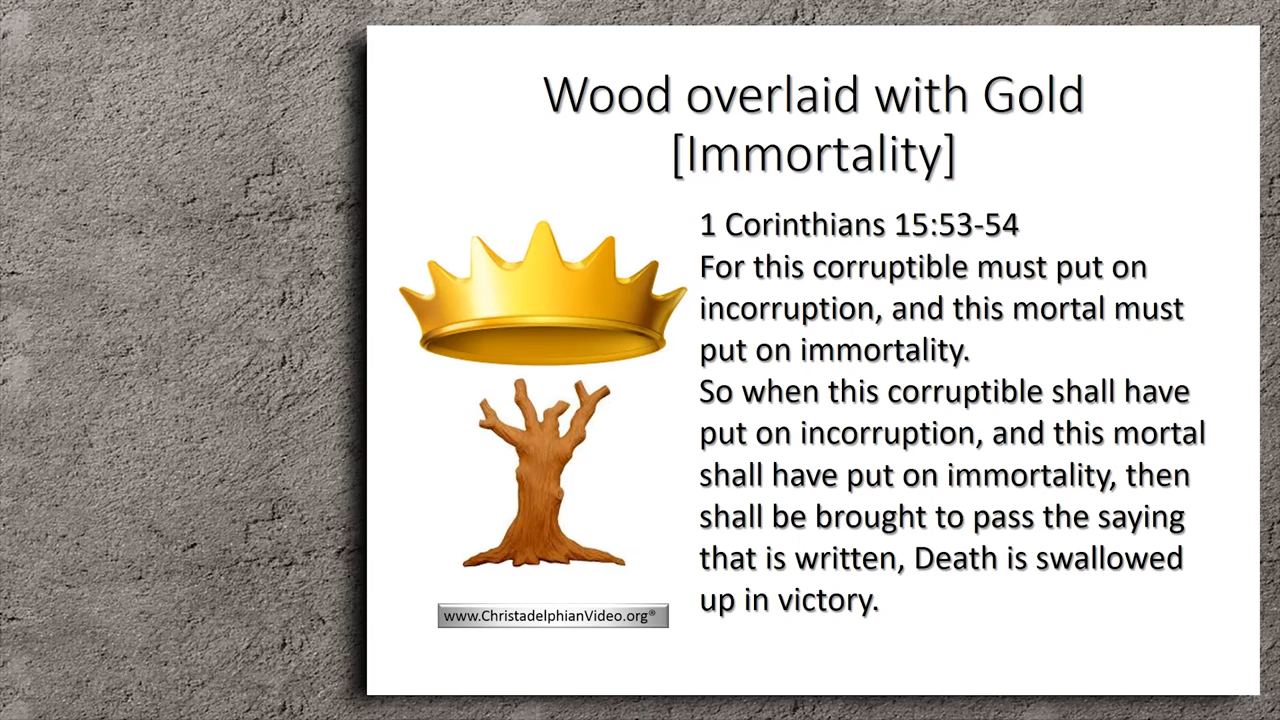 Wood overlaid with Gold
[Immortality]
1 Corinthians 15:53-54
For this corruptible must put on
incorruption, and this mortal must
put on immortality.
So when this corruptible shall have
put on incorruption, and this mortal
shall have put on immortality, then
shall be brought to pass the saying
that is written, Death is swallowed
up in victory.
www.ChristadelphianVideo.org®